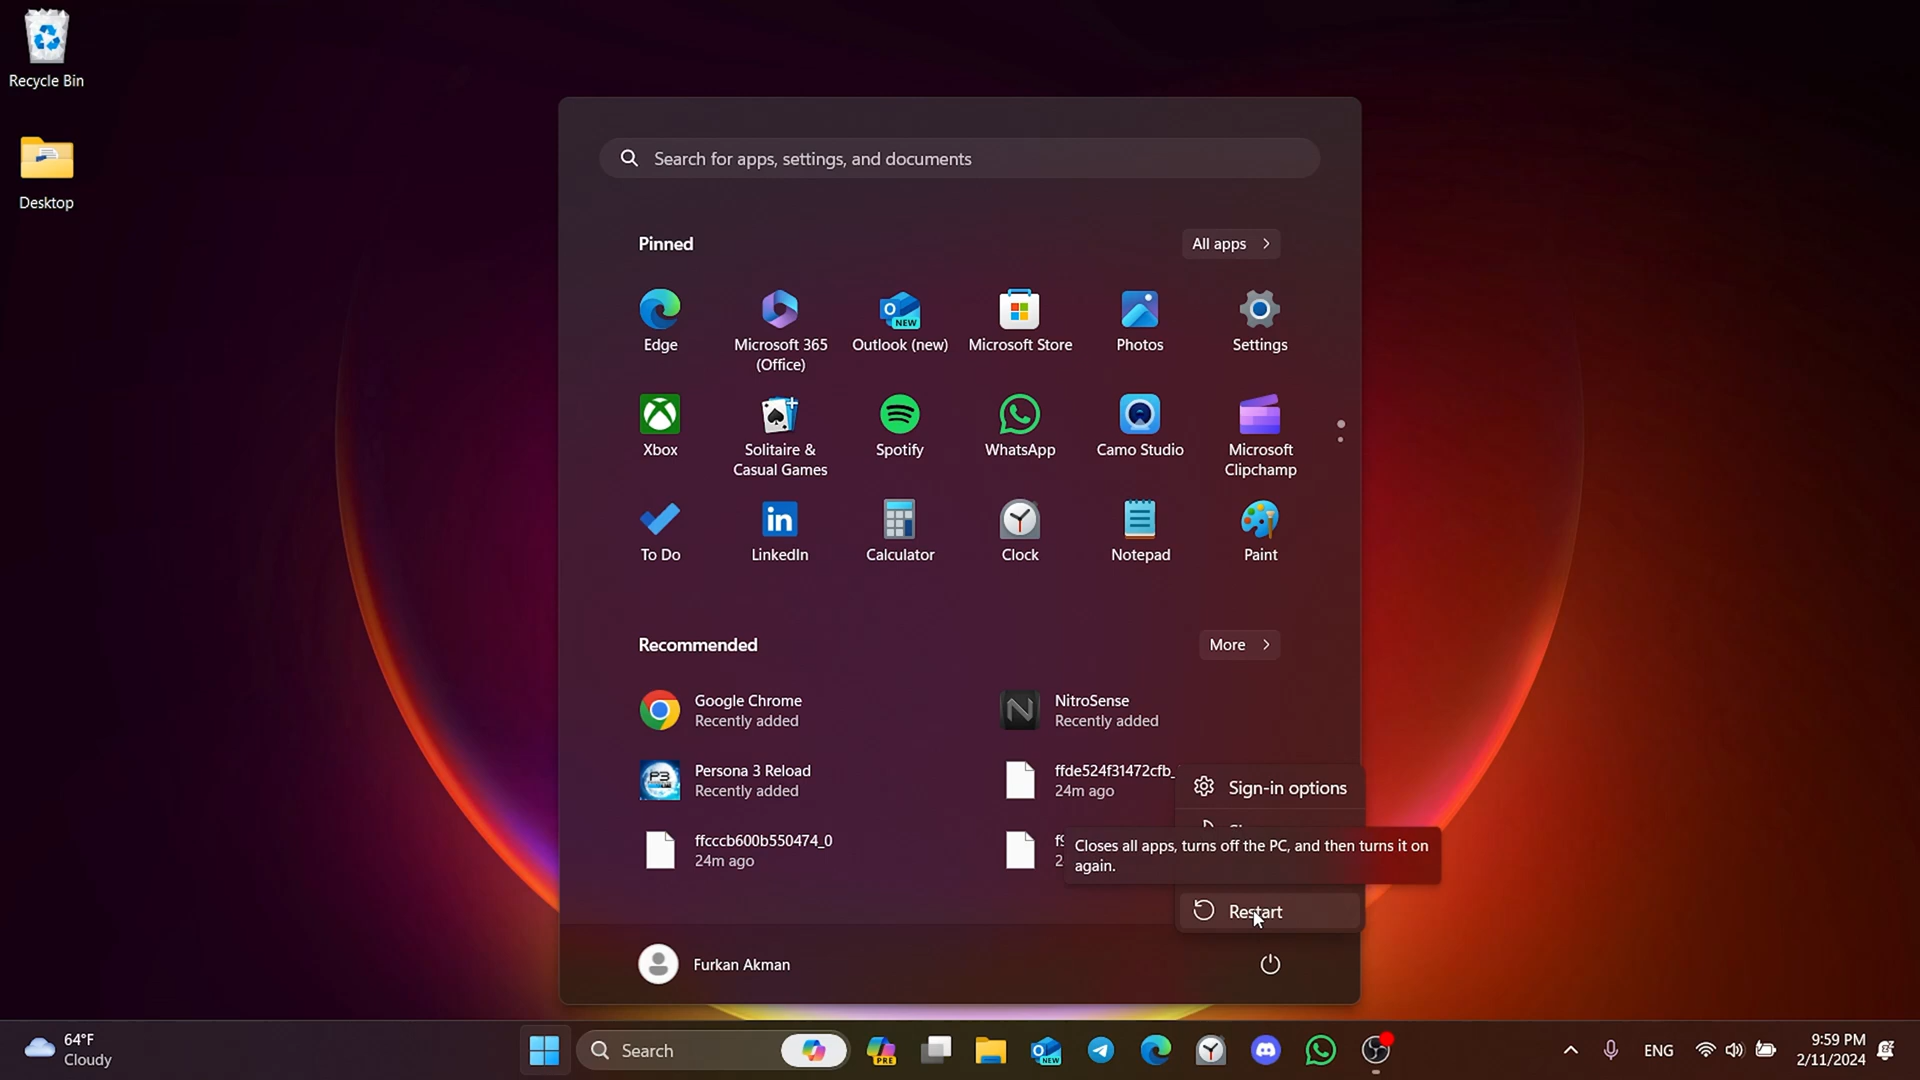 Recycle Bin
Desktop
Search for apps, settings, and documents
Pinned
All apps
Edge
Microsoft 365
(Office)
Outlook (new)
Microsoft Store
Photos
Settings
Xbox
Solitaire &
Casual Games
Spotify
WhatsApp
Camo Studio
Microsoft
Clipchamp
To Do
LinkedIn
Calculator
Clock
Notepad
Paint
Recommended
More
Google Chrome
Recently added
NitroSense
Recently added
Persona 3 Reload
Recently added
ffde524f31472cfb_
24m ago
Sign-in options
ffcccb600b550474_0
24m ago
Closes all apps, turns off the PC, and then turns it on
again.
Restart
Furkan Akman
64°F
Cloudy
Search
PRE
NEW
ENG
9:59 PM
2/11/2024